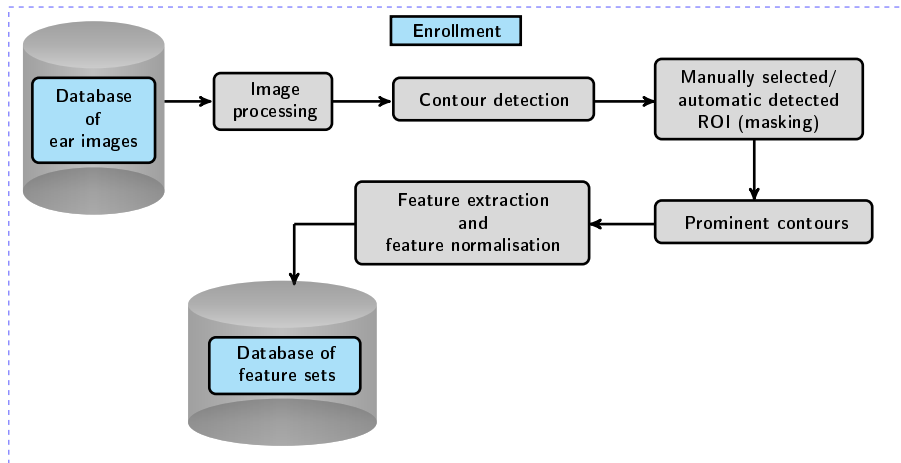 Enrollment
Database
of
ear images
Image
processing
Contour detection
Manually selected/
automatic detected
ROI (masking)
Prominent contours
Feature extraction
and
feature normalisation
Database of
feature sets